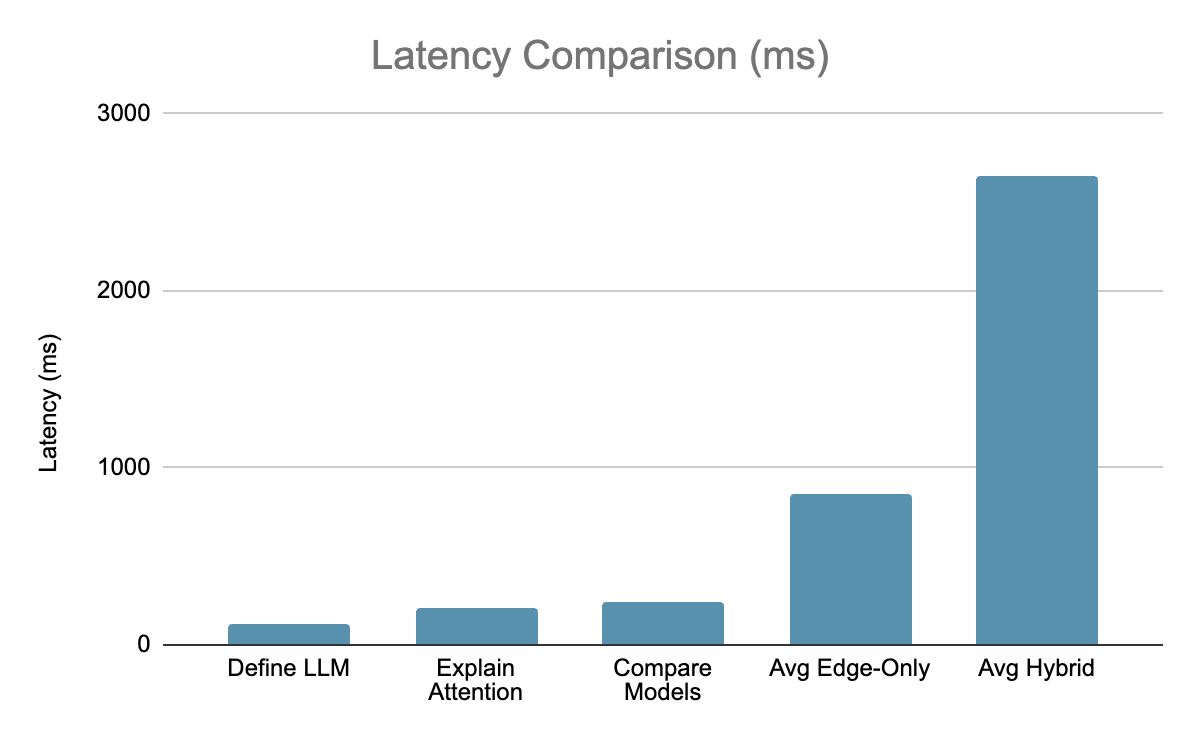 Latency Comparison (ms)
3000
2000
1000
0
Latency (ms)
Define LLM
Explain
Attention
Compare
Models
Avg Edge-Only
Avg Hybrid